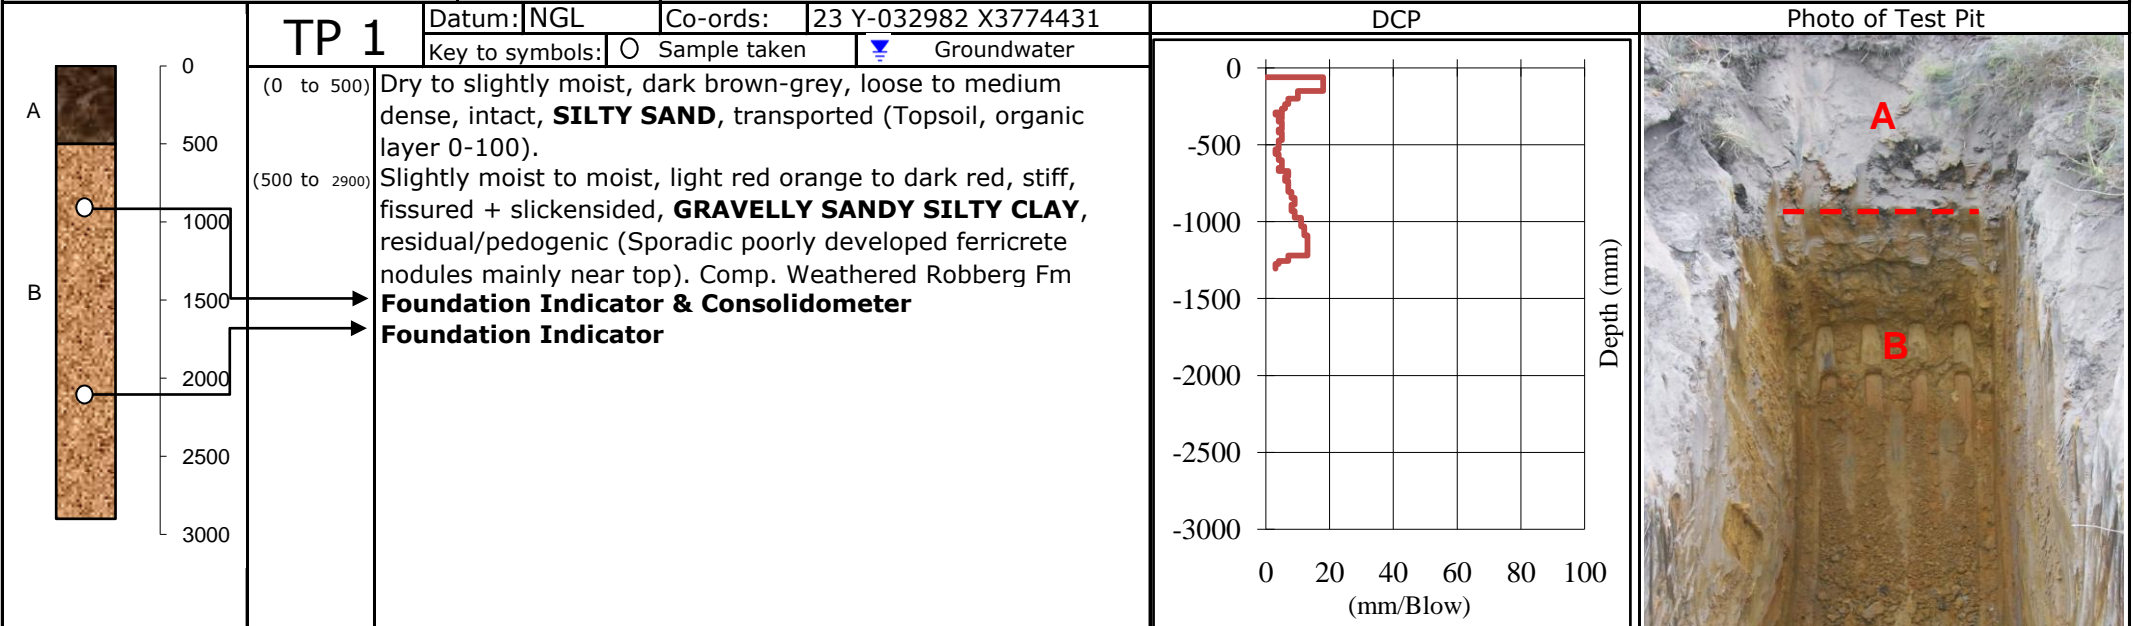 TP 1
Datum: NGL Co-ords: 23 Y-032982 X3774431
Key to symbols: Sample taken Groundwater
DCP
Photo of Test Pit
A
B
0
500
1000
1500
2000
2500
3000
(0 to 500) Dry to slightly moist, dark brown-grey, loose to medium
dense, intact, SILTY SAND, transported (Topsoil, organic
layer 0-100).
(500 to 2900) Slightly moist to moist, light red orange to dark red, stiff,
fissured + slickensided, GRAVELLY SANDY SILTY CLAY,
residual/pedogenic (Sporadic poorly developed ferricrete
nodules mainly near top). Comp. Weathered Robberg Fm
Foundation Indicator & Consolidometer
Foundation Indicator
0
-500
-1000
-1500
-2000
-2500
-3000
0 20 40 60 80 100
(mm/Blow)
Depth (mm)
A
B